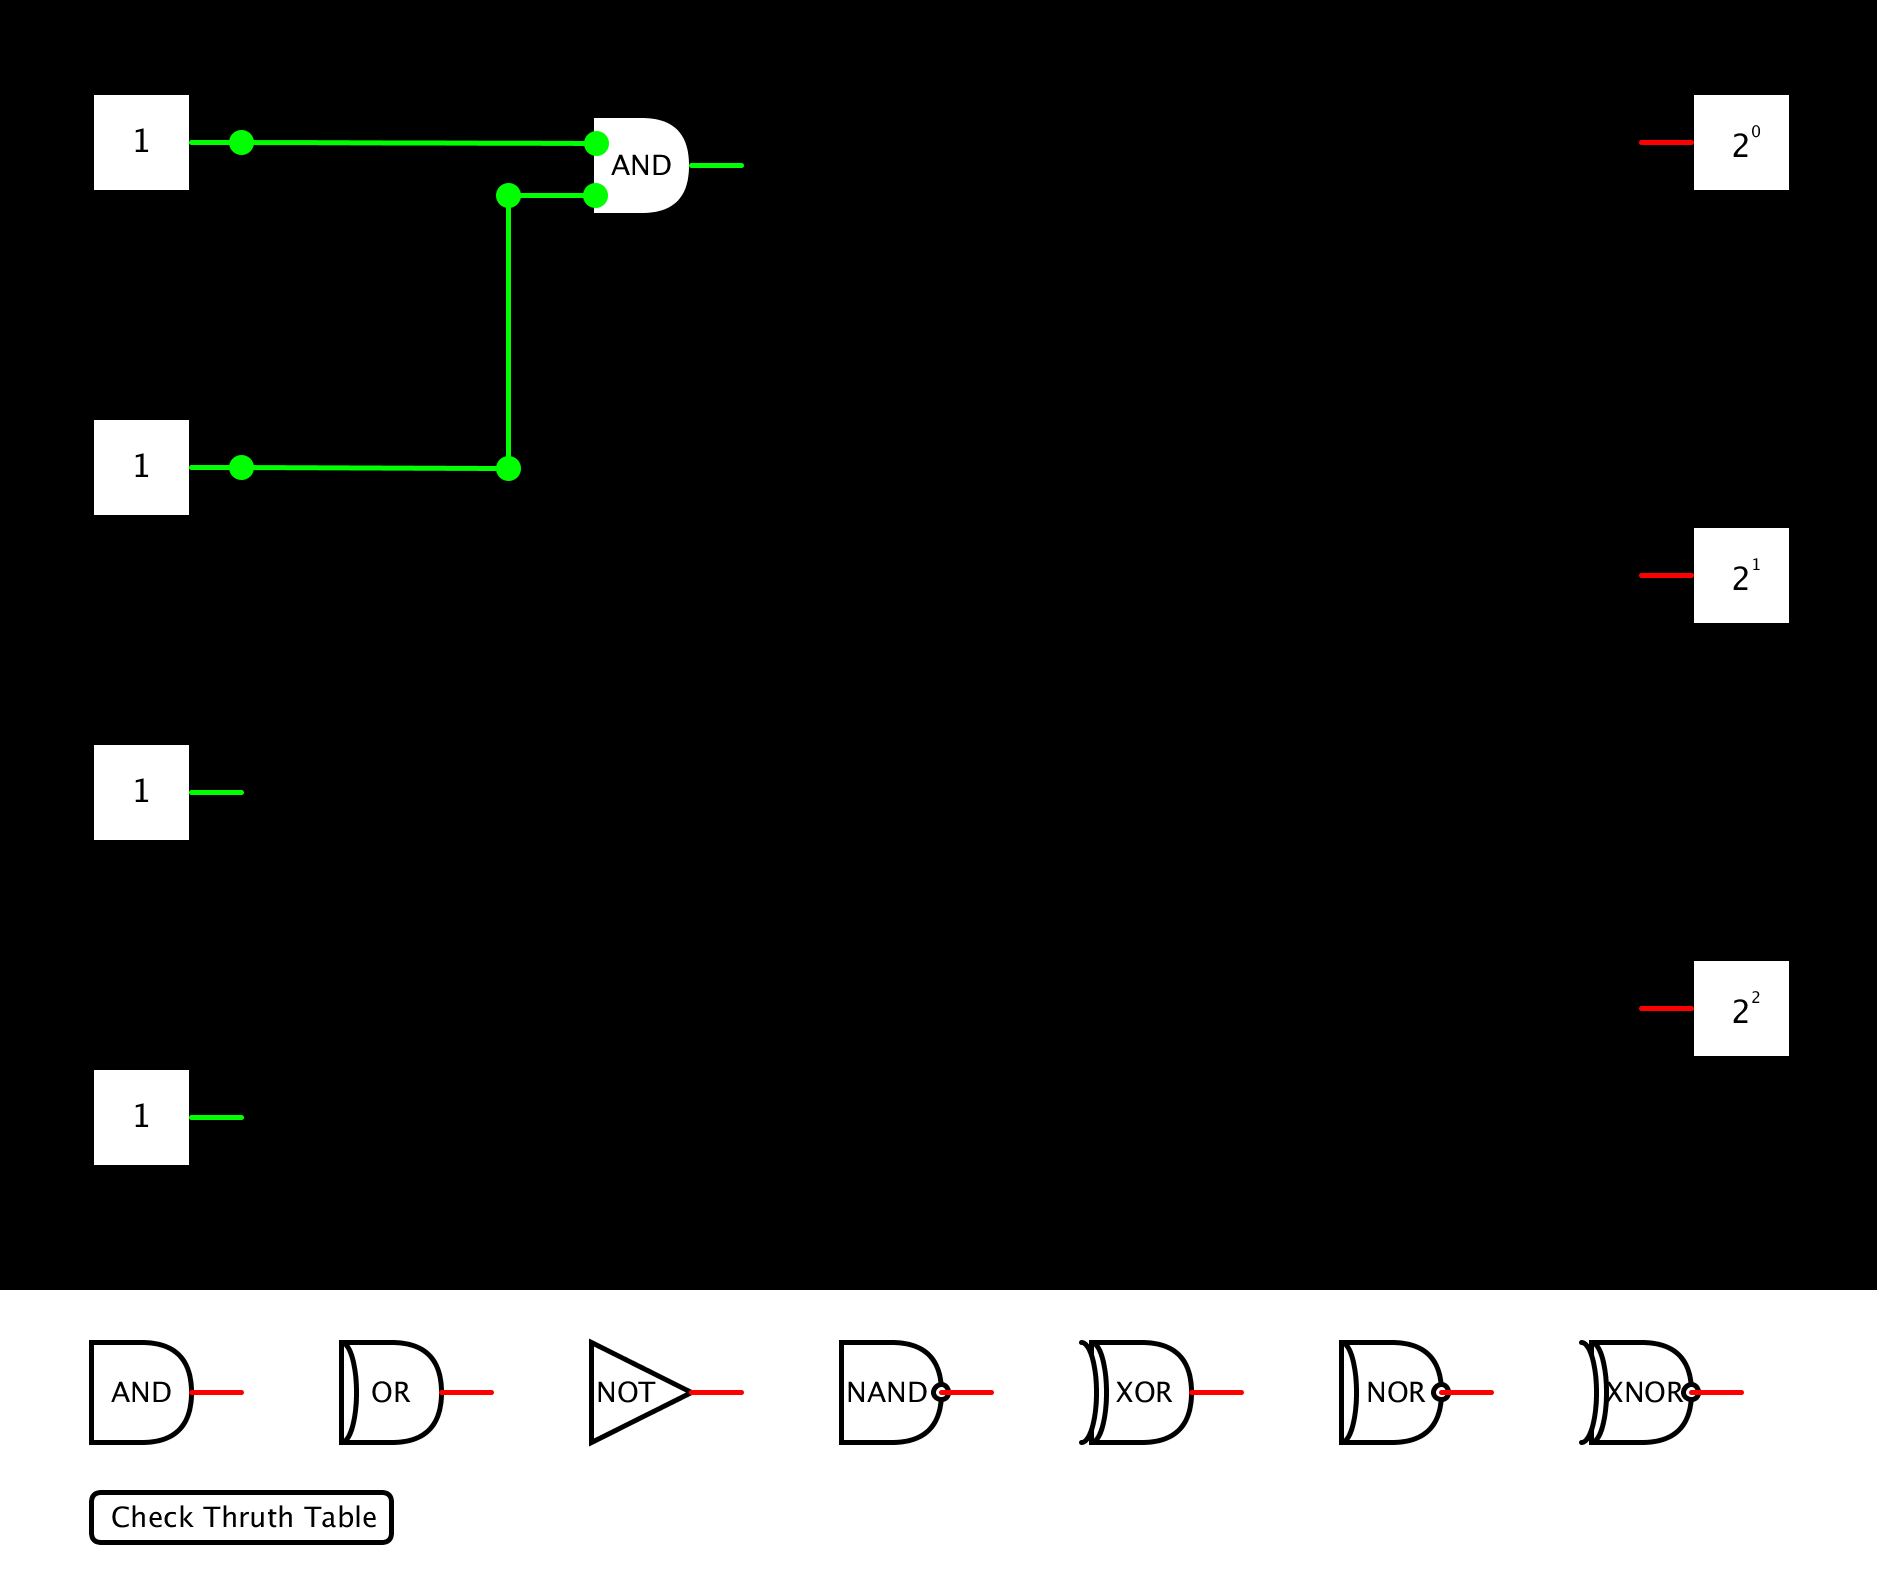 1
AND
2⁰
1
2¹
1
2²
1
AND
OR
NOT
NAND
XOR
NOR
XNOR
Check Thruth Table